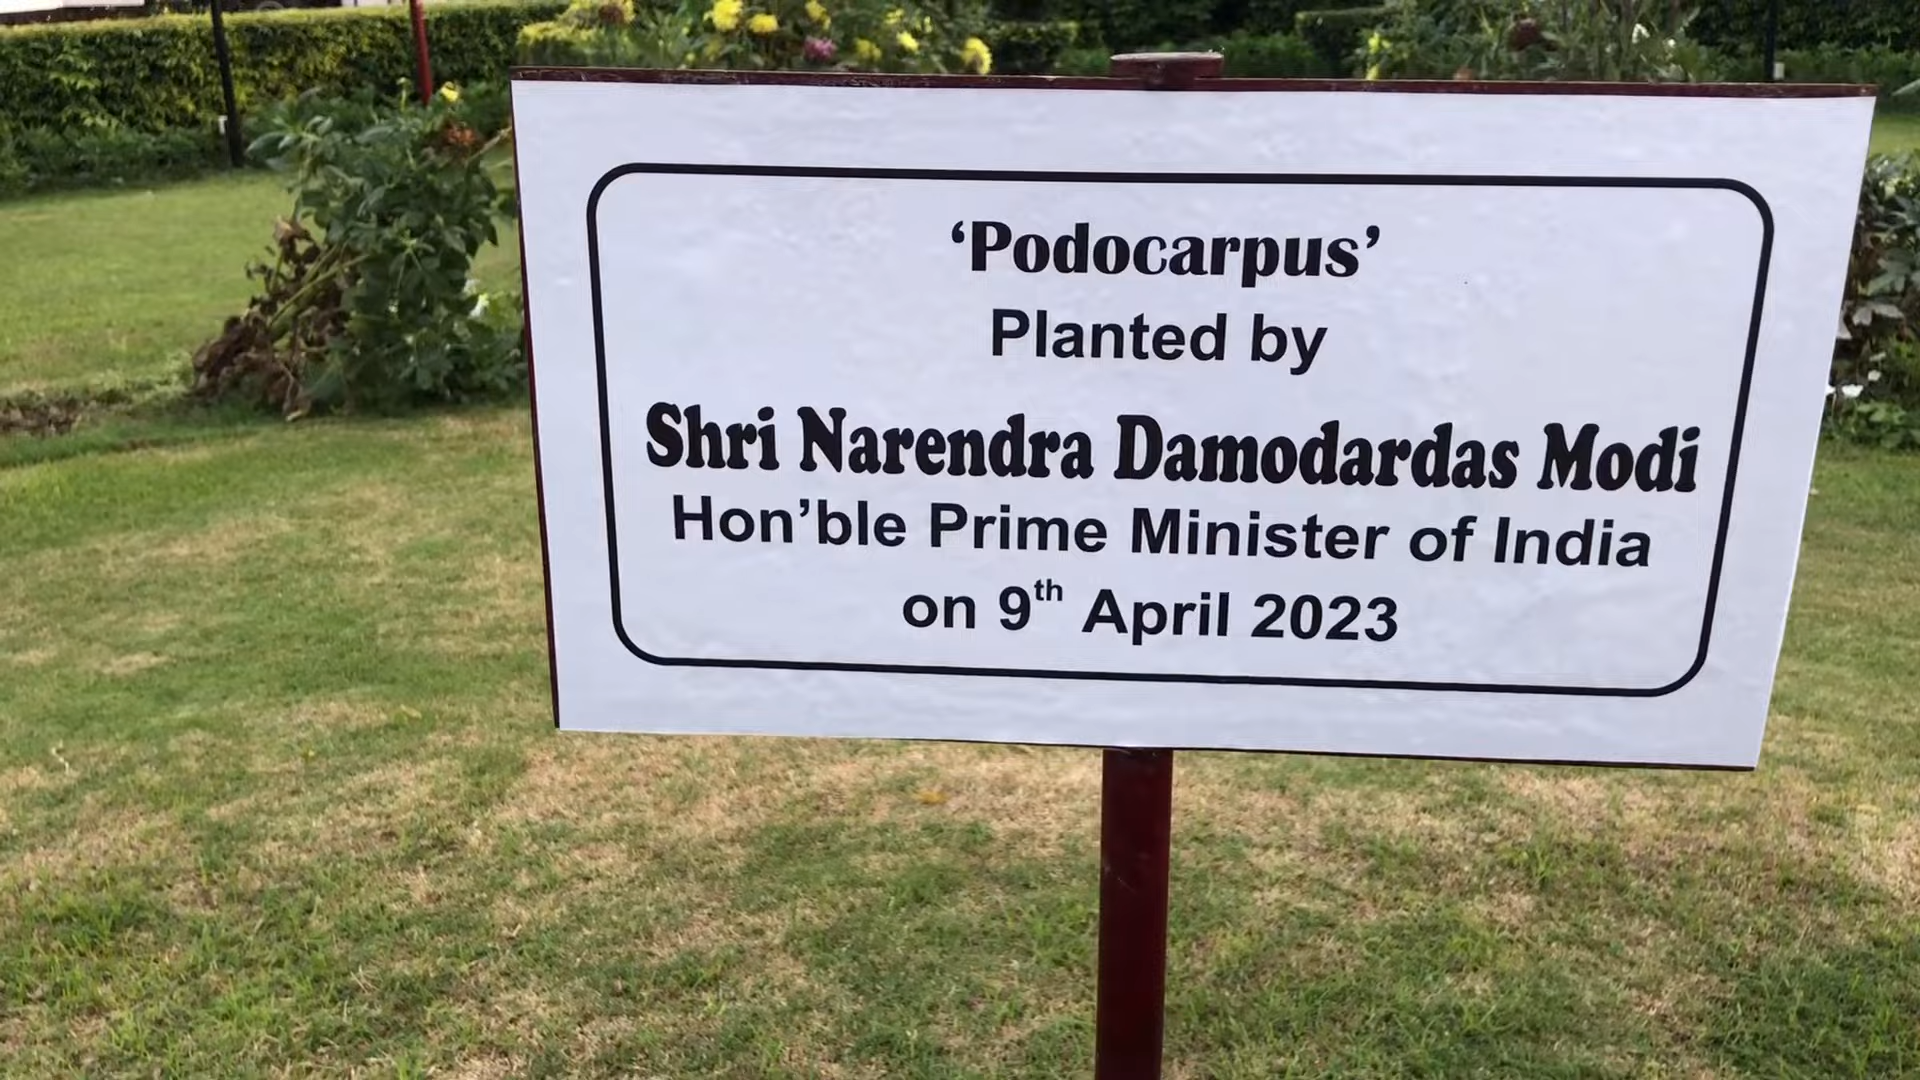 ‘Podocarpus’
Planted by
Shri Narendra Damodardas Modi
Hon’ble Prime Minister of India
on 9th April 2023